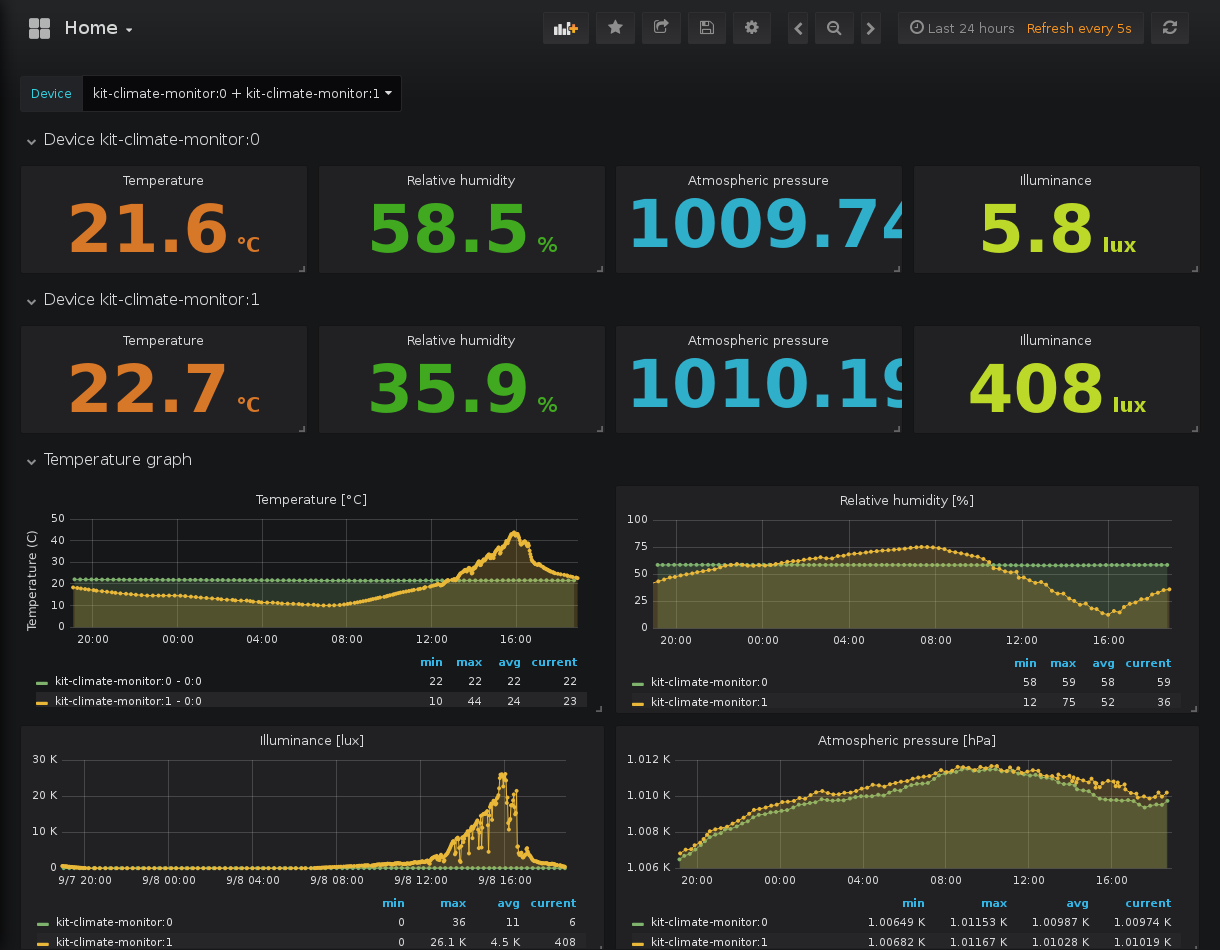 Home
Last 24 hours Refresh every 5s
Device kit-climate-monitor:0 + kit-climate-monitor:1
Device kit-climate-monitor:0
Temperature Relative humidity Atmospheric pressure Illuminance
21.6 °C 58.5 % 1009.74 5.8 lux
Device kit-climate-monitor:1
Temperature Relative humidity Atmospheric pressure Illuminance
22.7 °C 35.9 % 1010.19 408 lux
Temperature graph
Temperature [°C]
Temperature (C)
50
40
30
20
10
0
20:00 00:00 04:00 08:00 12:00 16:00
min max avg current
kit-climate-monitor:0 - 0:0 22 22 22 22
kit-climate-monitor:1 - 0:0 10 44 24 23
Relative humidity [%]
100
75
50
25
0
20:00 00:00 04:00 08:00 12:00 16:00
min max avg current
kit-climate-monitor:0 58 59 58 59
kit-climate-monitor:1 12 75 52 36
Illuminance [lux]
30 K
20 K
10 K
0
9/7 20:00 9/8 00:00 9/8 04:00 9/8 08:00 9/8 12:00 9/8 16:00
min max avg current
kit-climate-monitor:0 0 36 11 6
kit-climate-monitor:1 0 26.1 K 4.5 K 408
Atmospheric pressure [hPa]
1.012 K
1.010 K
1.008 K
1.006 K
20:00 00:00 04:00 08:00 12:00 16:00
min max avg current
kit-climate-monitor:0 1.00649 K 1.01153 K 1.00987 K 1.00974 K
kit-climate-monitor:1 1.00682 K 1.01167 K 1.01028 K 1.01019 K